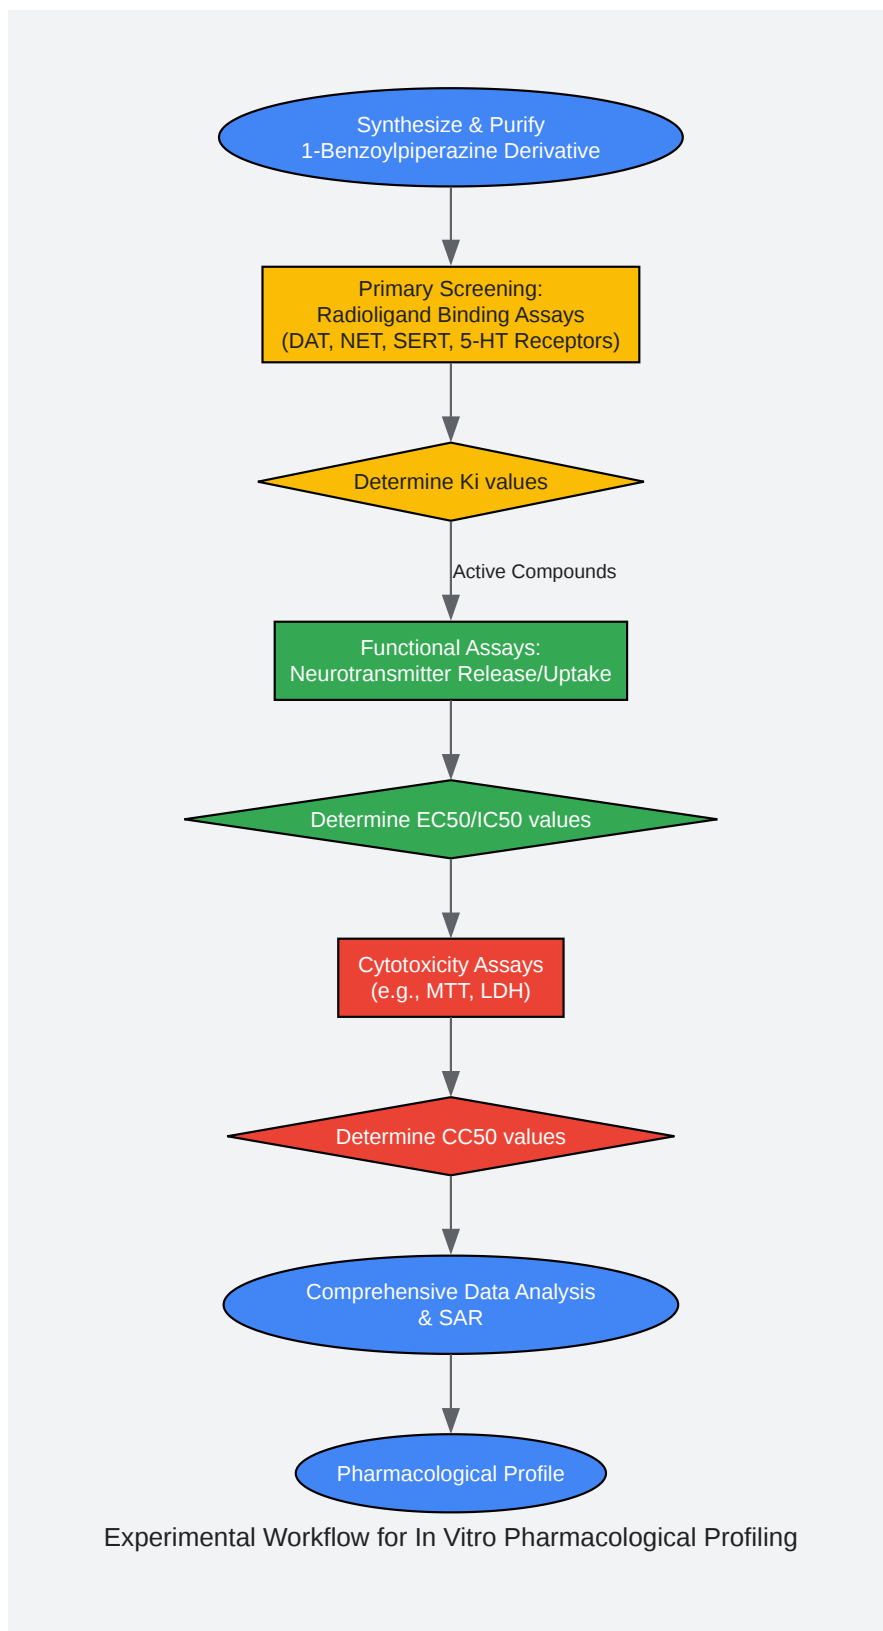 Synthesize & Purify
1-Benzoylpiperazine Derivative
Primary Screening:
Radioligand Binding Assays
(DAT, NET, SERT, 5-HT Receptors)
Determine Ki values
Active Compounds
Functional Assays:
Neurotransmitter Release/Uptake
Determine EC50/IC50 values
Cytotoxicity Assays
(e.g., MTT, LDH)
Determine CC50 values
Comprehensive Data Analysis
& SAR
Pharmacological Profile
Experimental Workflow for In Vitro Pharmacological Profiling